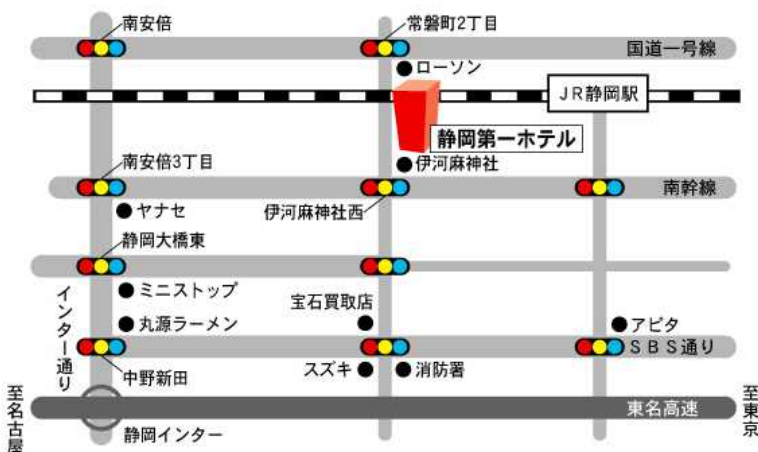 南安倍
常磐町2丁目
国道一号線
ローソン
JR静岡駅
静岡第一ホテル
南安倍3丁目
伊河麻神社
南幹線
ヤナセ
伊河麻神社西
静岡大橋東
インター通り
ミニストップ
宝石買取店
丸源ラーメン
アピタ
SBS通り
中野新田
スズキ
消防署
至名古屋
東名高速
至東京
静岡インター